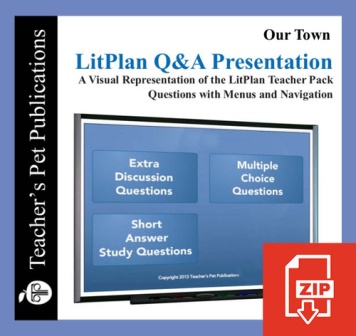 Our Town
LitPlan Q&A Presentation
A Visual Representation of the LitPlan Teacher Pack
Questions with Menus and Navigation
Teacher's Pet Publications
Extra
Discussion
Questions
Multiple
Choice
Questions
Short
Answer
Study Questions
Copyright 2013 Teacher's Pet Publications
ZIP